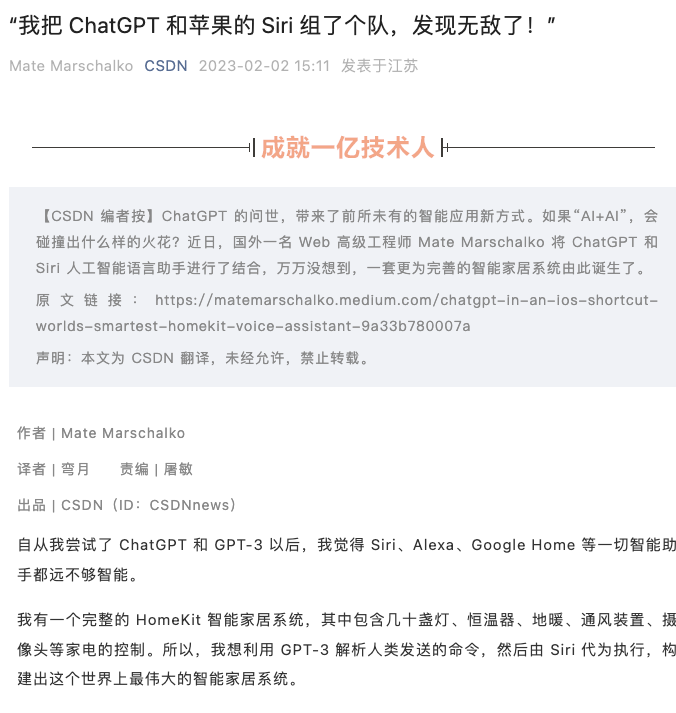 “我把 ChatGPT 和苹果的 Siri 组了个队，发现无敌了！”
Mate Marschalko CSDN 2023-02-02 15:11 发表于江苏
成就一亿技术人
【CSDN 编者按】ChatGPT 的问世，带来了前所未有的智能应用新方式。如果“AI+AI”，会
碰撞出什么样的火花？近日，国外一名 Web 高级工程师 Mate Marschalko 将 ChatGPT 和
Siri 人工智能语言助手进行了结合，万万没想到，一套更为完善的智能家居系统由此诞生了。
原文链接：https://matemarschalko.medium.com/chatgpt-in-an-ios-shortcut-
worlds-smartest-homekit-voice-assistant-9a33b780007a
声明：本文为 CSDN 翻译，未经允许，禁止转载。
作者 | Mate Marschalko
译者 | 弯月 责编 | 屠敏
出品 | CSDN（ID：CSDNnews）
自从我尝试了 ChatGPT 和 GPT-3 以后，我觉得 Siri、Alexa、Google Home 等一切智能助
手都远不够智能。
我有一个完整的 HomeKit 智能家居系统，其中包含几十盏灯、恒温器、地暖、通风装置、摄
像头等家电的控制。所以，我想利用 GPT-3 解析人类发送的命令，然后由 Siri 代为执行，构
建出这个世界上最伟大的智能家居系统。